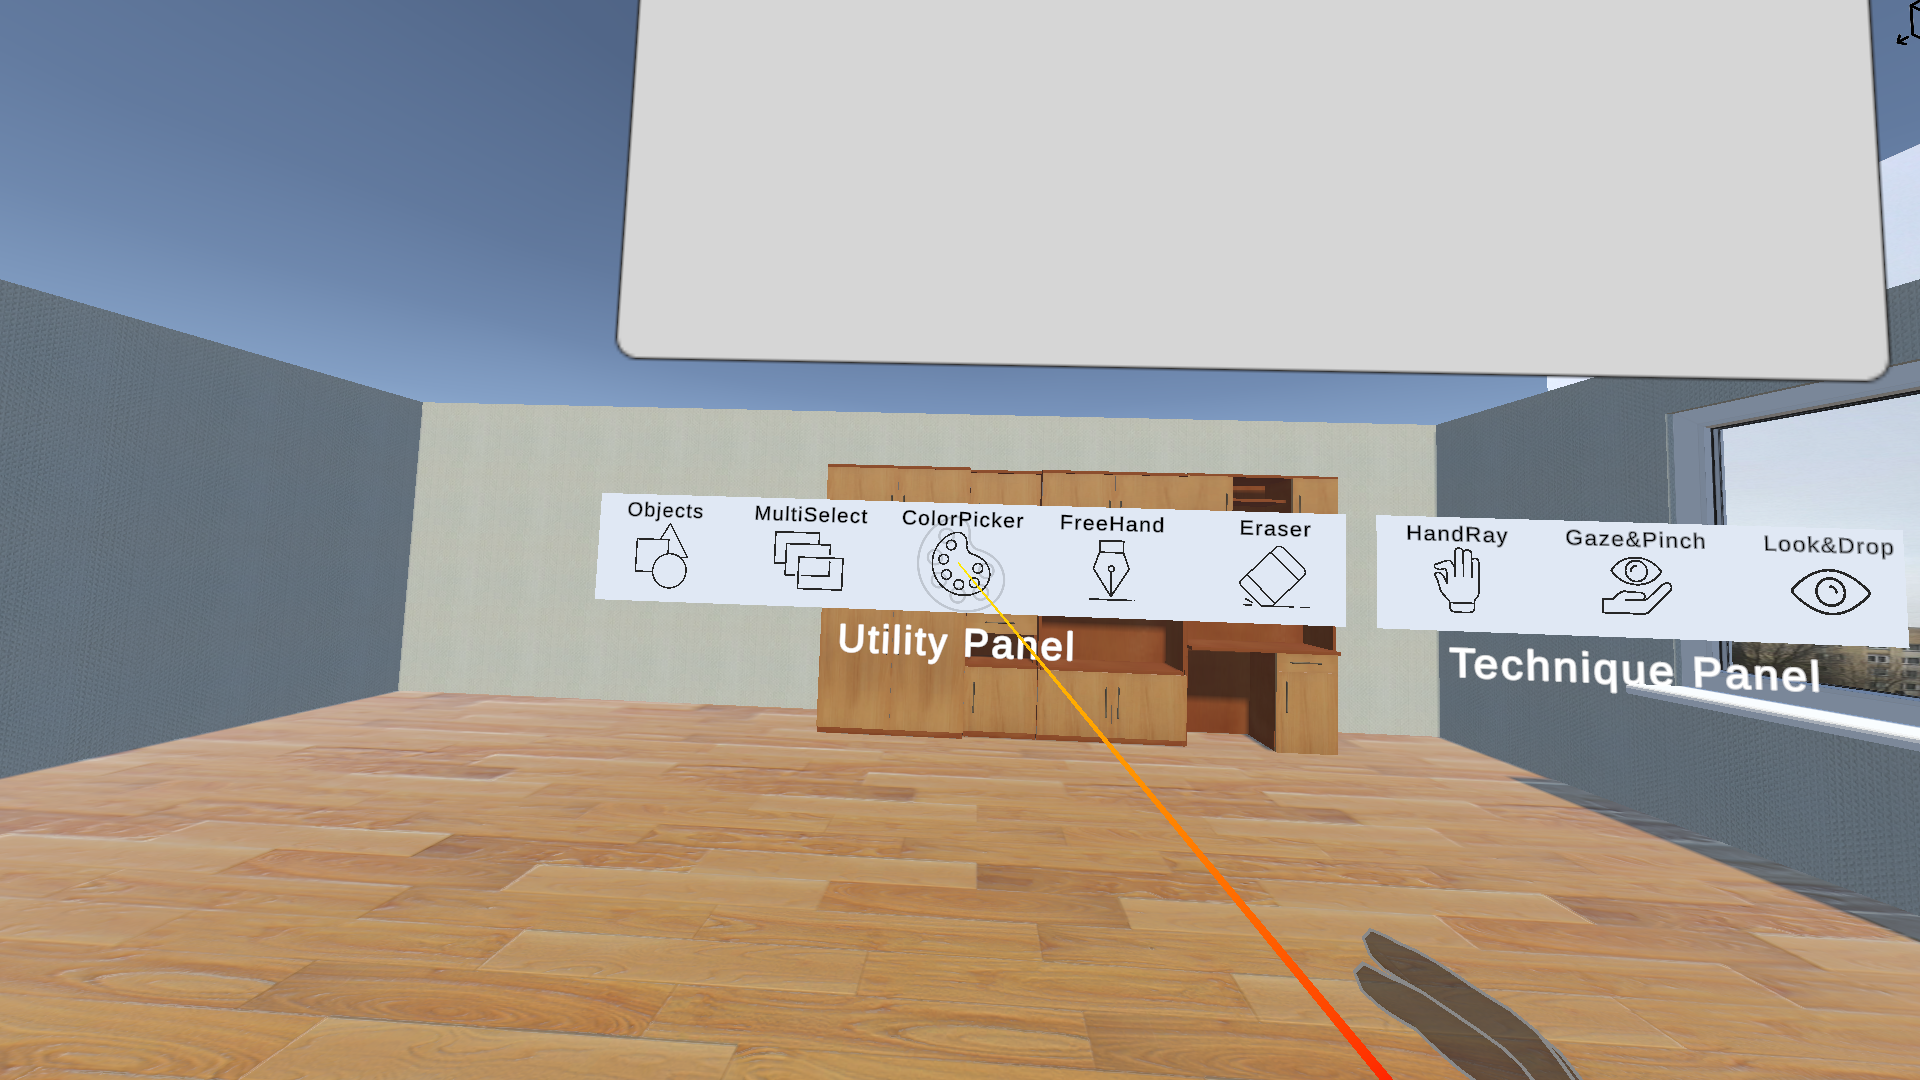 Objects
MultiSelect
ColorPicker
FreeHand
Eraser
Utility Panel
HandRay
Gaze&Pinch
Look&Drop
Technique Panel